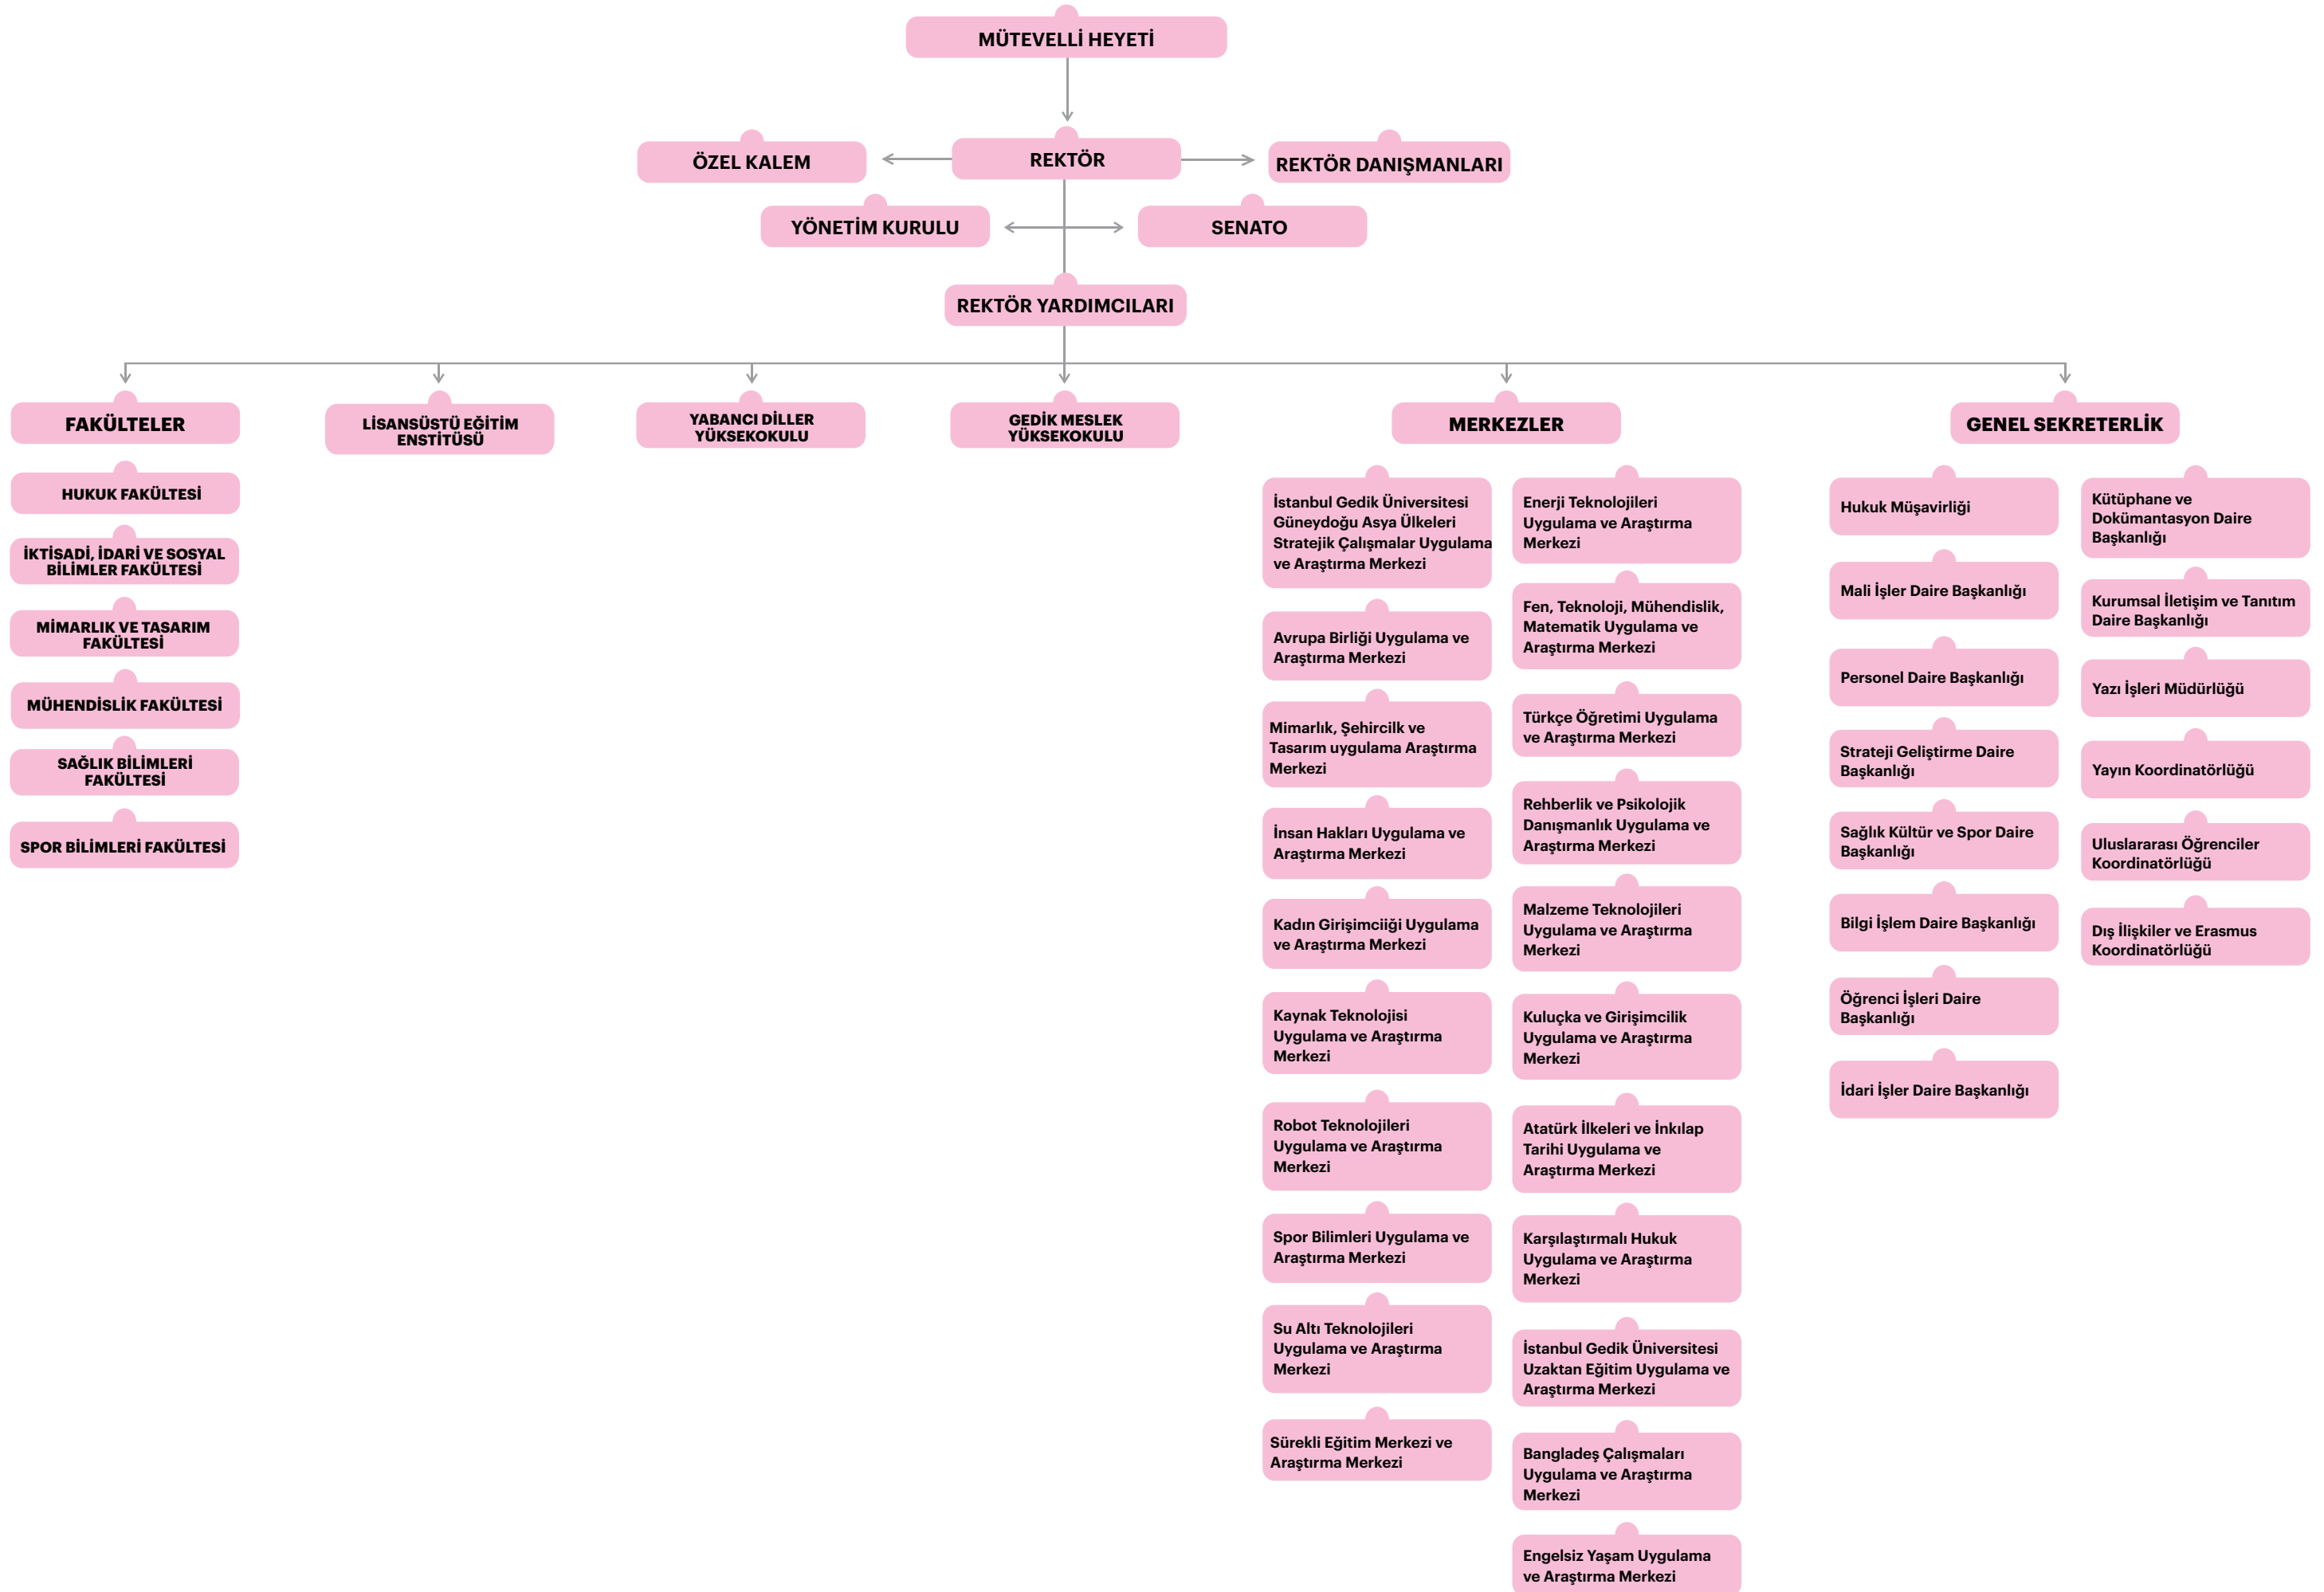 MÜTEVELLİ HEYETİ
ÖZEL KALEM
REKTÖR
REKTÖR DANIŞMANLARI
YÖNETİM KURULU
SENATO
REKTÖR YARDIMCILARI
FAKÜLTELER
LİSANSÜSTÜ EĞİTİM
ENSTİTÜSÜ
YABANCI DİLLER
YÜKSEKOKULU
GEDİK MESLEK
YÜKSEKOKULU
MERKEZLER
GENEL SEKRETERLİK
HUKUK FAKÜLTESİ
İKTİSADİ, İDARİ VE SOSYAL
BİLİMLER FAKÜLTESİ
MİMARLIK VE TASARIM
FAKÜLTESİ
MÜHENDİSLİK FAKÜLTESİ
SAĞLIK BİLİMLERİ
FAKÜLTESİ
SPOR BİLİMLERİ FAKÜLTESİ
İstanbul Gedik Üniversitesi
Güneydoğu Asya Ülkeleri
Stratejik Çalışmalar Uygulama
ve Araştırma Merkezi
Avrupa Birliği Uygulama ve
Araştırma Merkezi
Mimarlık, Şehircilk ve
Tasarım uygulama Araştırma
Merkezi
İnsan Hakları Uygulama ve
Araştırma Merkezi
Kadın Girişimciiği Uygulama
ve Araştırma Merkezi
Kaynak Teknolojisi
Uygulama ve Araştırma
Merkezi
Robot Teknolojileri
Uygulama ve Araştırma
Merkezi
Spor Bilimleri Uygulama ve
Araştırma Merkezi
Su Altı Teknolojileri
Uygulama ve Araştırma
Merkezi
Sürekli Eğitim Merkezi ve
Araştırma Merkezi
Enerji Teknolojileri
Uygulama ve Araştırma
Merkezi
Fen, Teknoloji, Mühendislik,
Matematik Uygulama ve
Araştırma Merkezi
Türkçe Öğretimi Uygulama
ve Araştırma Merkezi
Rehberlik ve Psikolojik
Danışmanlık Uygulama ve
Araştırma Merkezi
Malzeme Teknolojileri
Uygulama ve Araştırma
Merkezi
Kuluçka ve Girişimcilik
Uygulama ve Araştırma
Merkezi
Atatürk İlkeleri ve İnkılap
Tarihi Uygulama ve
Araştırma Merkezi
Karşılaştırmalı Hukuk
Uygulama ve Araştırma
Merkezi
İstanbul Gedik Üniversitesi
Uzaktan Eğitim Uygulama ve
Araştırma Merkezi
Bangladeş Çalışmaları
Uygulama ve Araştırma
Merkezi
Engelsiz Yaşam Uygulama
ve Araştırma Merkezi
Hukuk Müşavirliği
Mali İşler Daire Başkanlığı
Personel Daire Başkanlığı
Strateji Geliştirme Daire
Başkanlığı
Sağlık Kültür ve Spor Daire
Başkanlığı
Bilgi İşlem Daire Başkanlığı
Öğrenci İşleri Daire
Başkanlığı
İdari İşler Daire Başkanlığı
Kütüphane ve
Dokümantasyon Daire
Başkanlığı
Kurumsal İletişim ve Tanıtım
Daire Başkanlığı
Yazı İşleri Müdürlüğü
Yayın Koordinatörlüğü
Uluslararası Öğrenciler
Koordinatörlüğü
Dış İlişkiler ve Erasmus
Koordinatörlüğü